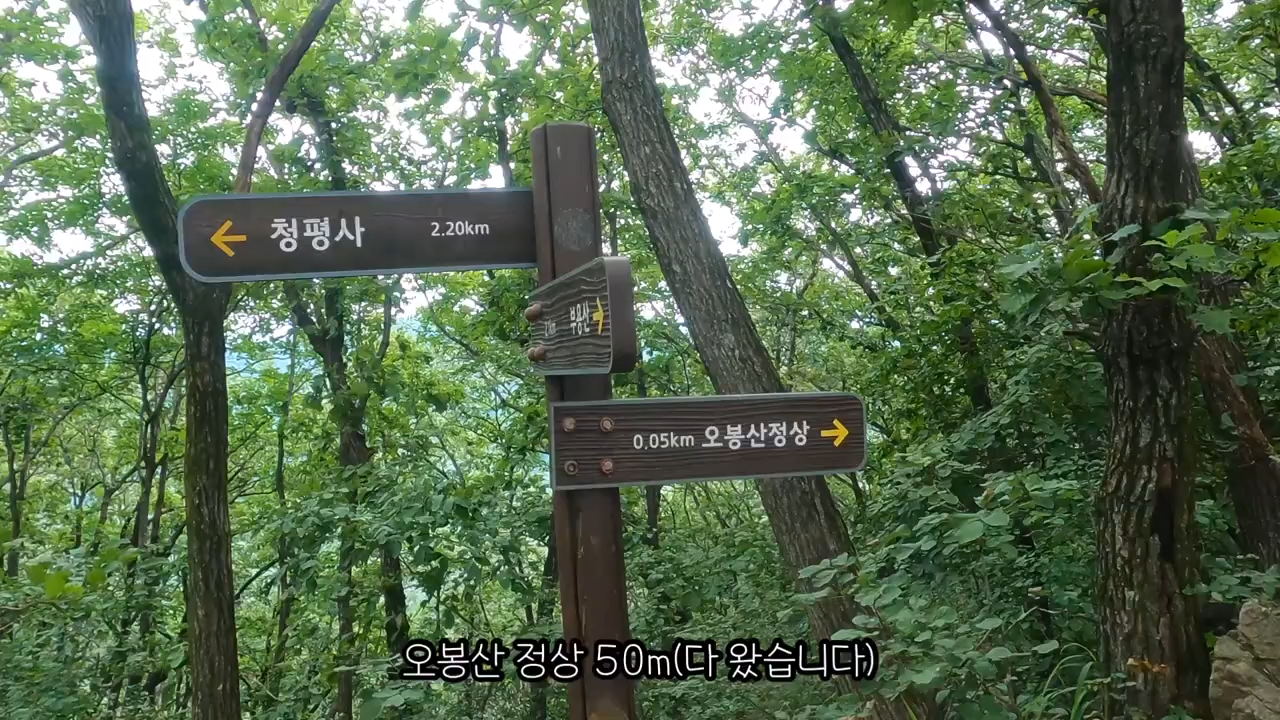 청평사 2.20km
부용산
0.05km 오봉산정상
오봉산 정상 50m(다 왔습니다)